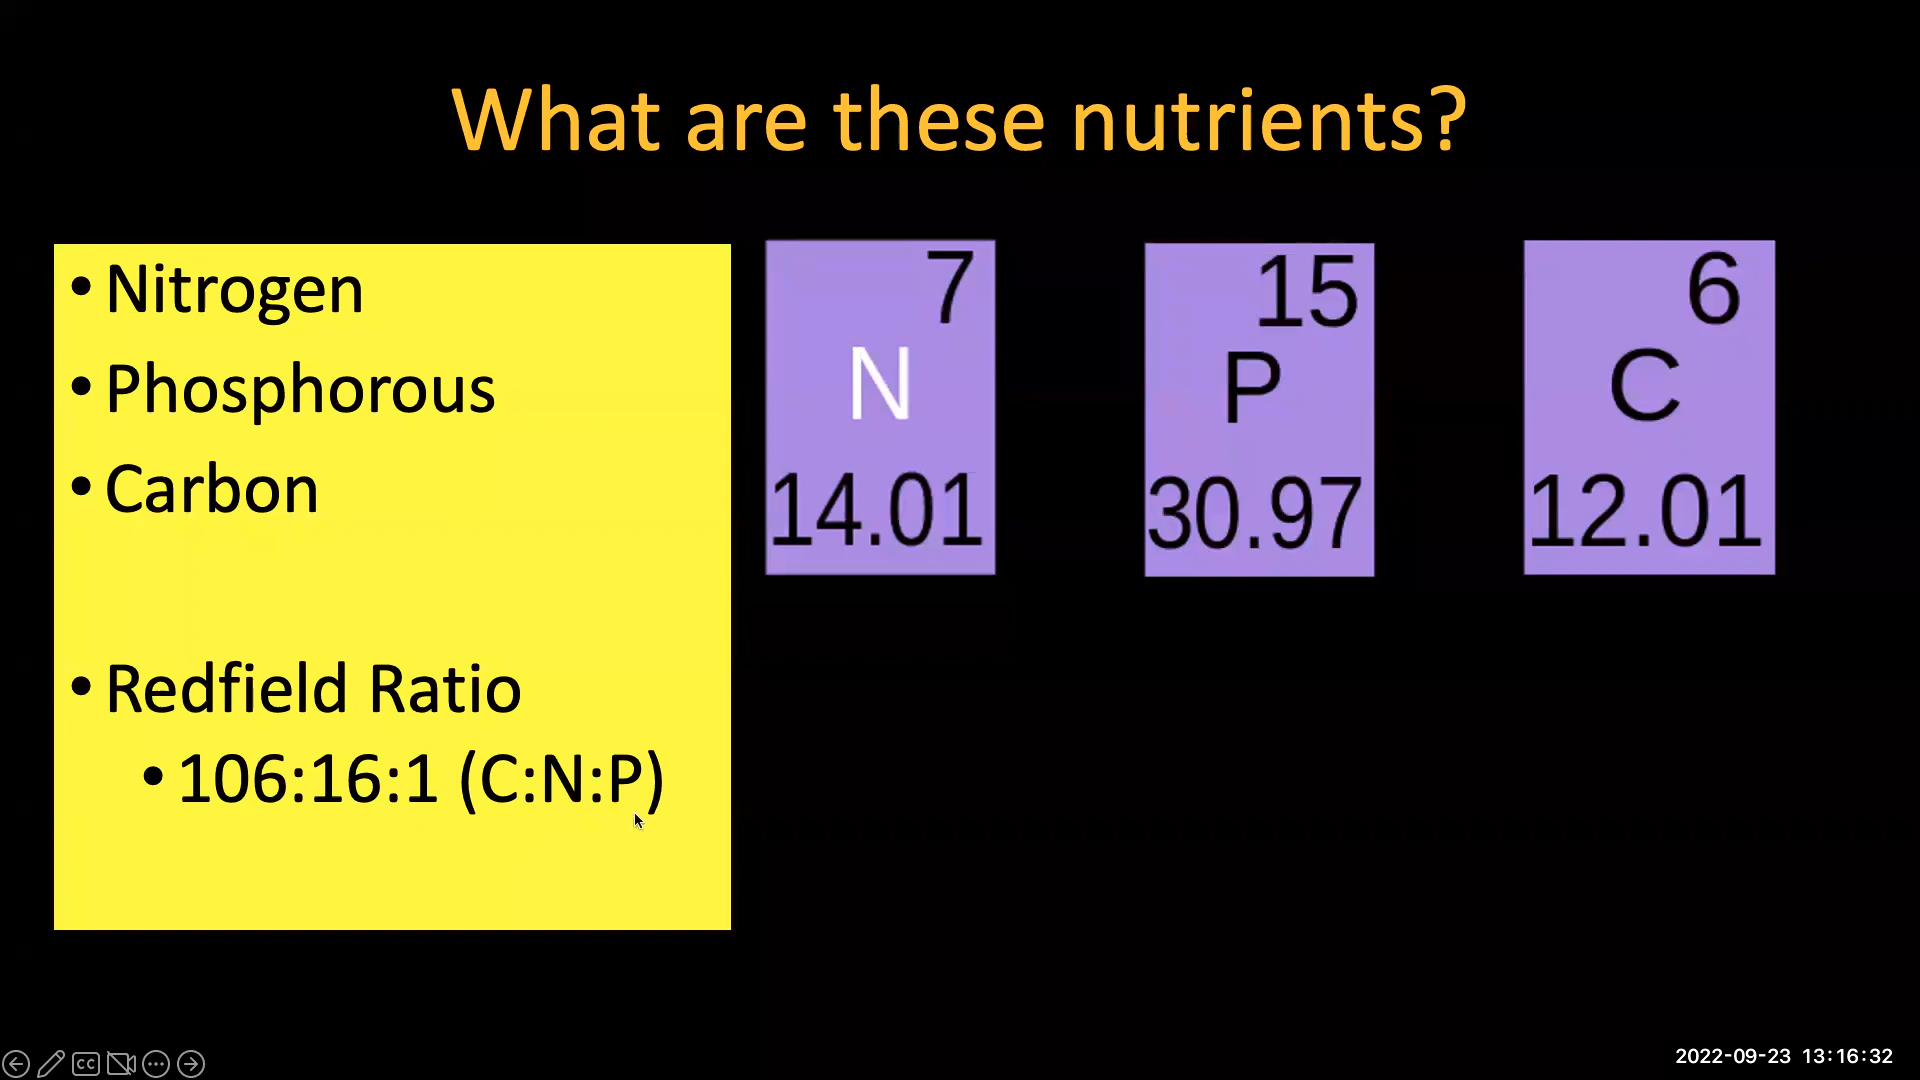 What are these nutrients?
• Nitrogen
• Phosphorous
• Carbon
• Redfield Ratio
• 106:16:1 (C:N:P)
7
N
14.01
15
P
30.97
6
C
12.01
CC
2022-09-23 13:16:32